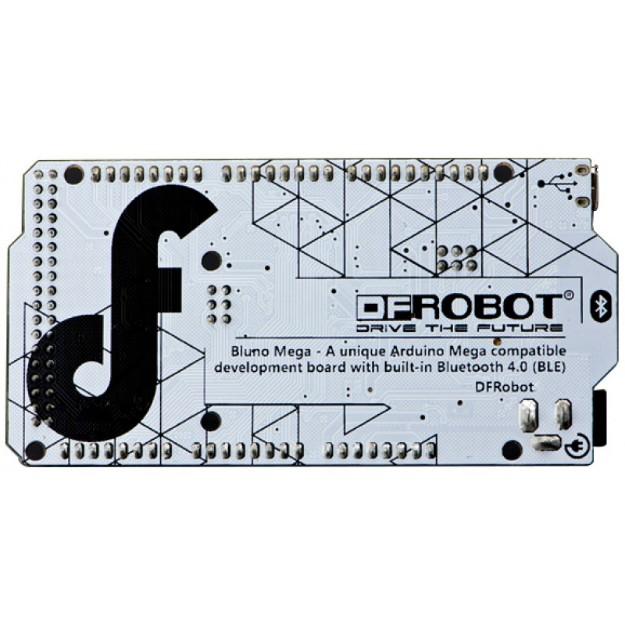 DFROBOT®
DRIVE THE FUTURE
Bluno Mega - A unique Arduino Mega compatible
development board with built-in Bluetooth 4.0 (BLE)
DFRobot